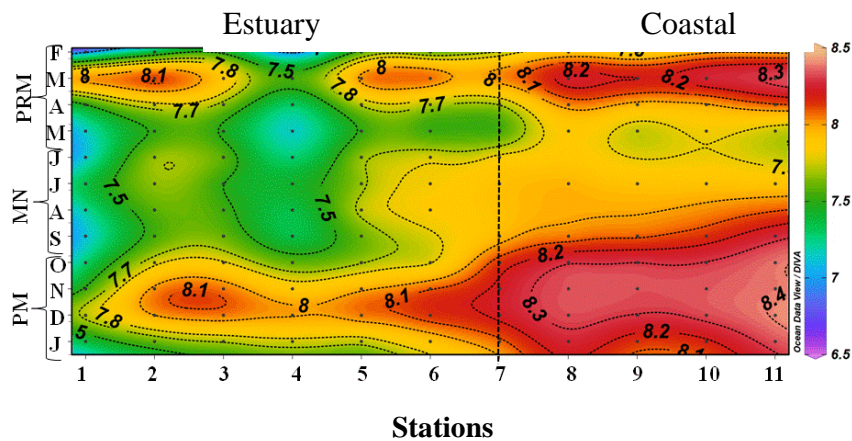 Estuary Coastal
PRM MN PM
F
M
A
M
J
J
A
S
O
N
D
J
8 8.1 7.8 7.5 8 8 8.1 8.2 8.3
7.7 7.8 7.7 8.2
7.5 7.5 7.
7.7 8.1 8 8.1 8.2 8.3 8.4
7.8 8.2
5 8.1
8.5
8
7.5
7
6.5
Ocean Data View / DIVA
1 2 3 4 5 6 7 8 9 10 11
Stations